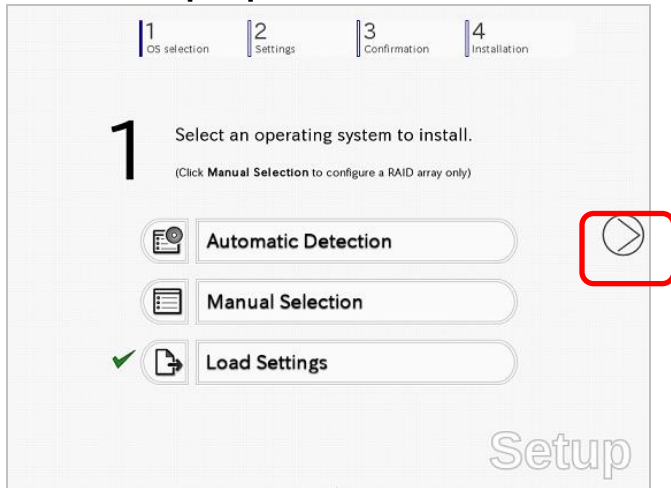 1
OS selection
2
Settings
3
Confirmation
4
Installation
1
Select an operating system to install.
(Click Manual Selection to configure a RAID array only)
Automatic Detection
Manual Selection
Load Settings
Setup